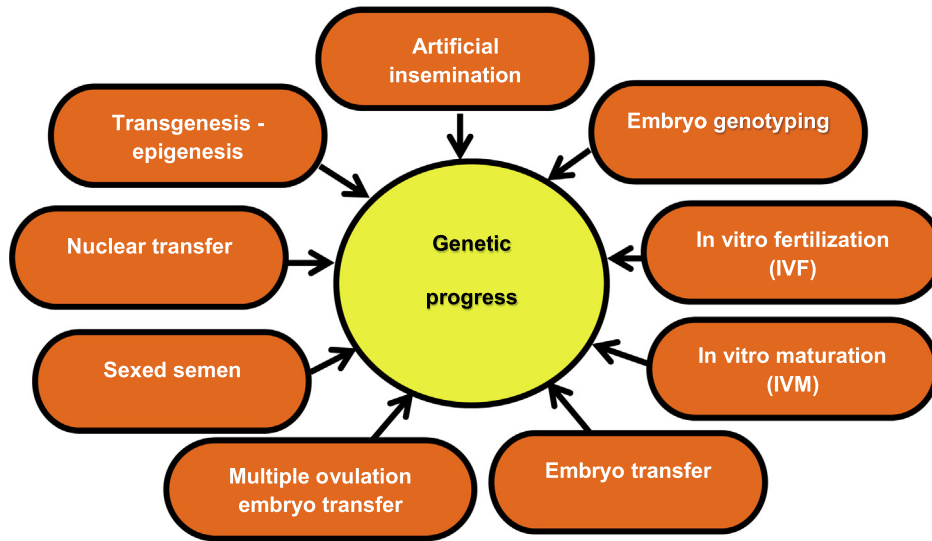 Artificial
insemination
Embryo genotyping
In vitro fertilization
(IVF)
In vitro maturation
(IVM)
Embryo transfer
Multiple ovulation
embryo transfer
Sexed semen
Nuclear transfer
Transgenesis -
epigenesis
Genetic
progress